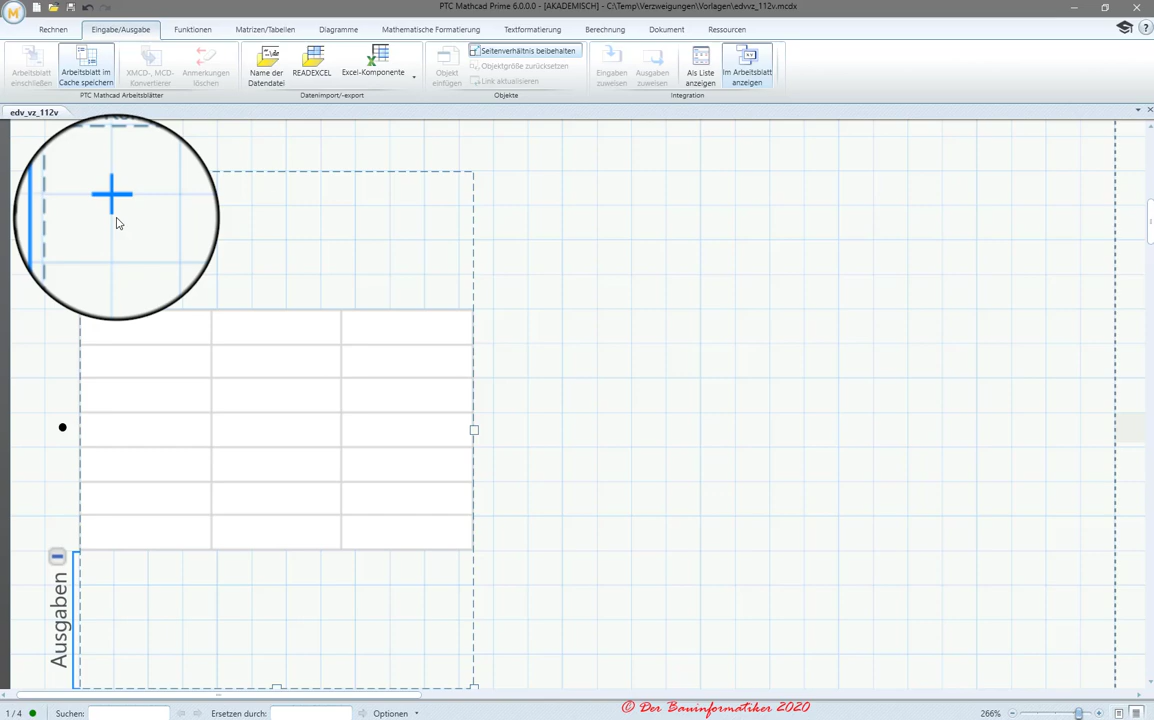 PTC Mathcad Prime 6.0.0.0 - [AKADEMISCH] - C:\Temp\Verzweigungen\Vorlagen\edvvz_112v.mcdx
Rechnen Eingabe/Ausgabe Funktionen Matrizen/Tabellen Diagramme Mathematische Formatierung Textformatierung Berechnung Dokument Ressourcen
Arbeitsblatt einschließen
Arbeitsblatt im Cache speichern
XMCD-, MCD-Konvertierer
Anmerkungen löschen
Name der Datendatei
READEXCEL
Excel-Komponente
Objekt einfügen
Seitenverhältnis beibehalten
Objektgröße zurücksetzen
Link aktualisieren
Eingaben zuweisen
Ausgaben zuweisen
Als Liste anzeigen
Im Arbeitsblatt anzeigen
PTC Mathcad Arbeitsblätter Datenimport/-export Objekte Integration
edv_vz_112v
Ausgaben
1 / 4 Suchen: Ersetzen durch: Optionen © Der Bauinformatiker 2020 266%